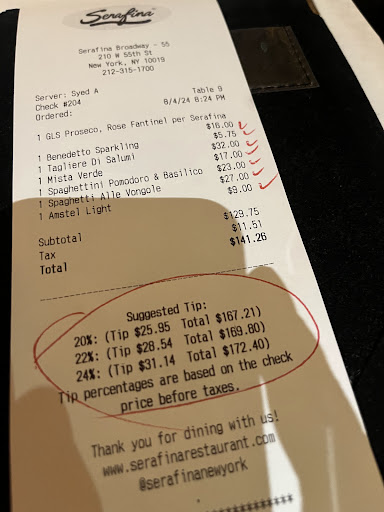 Serafina
Serafina Broadway - 55
210 W 55th St
New York, NY 10019
212-315-1700
Server: Syed A Table 9
Check #204 8/4/24 8:24 PM
Ordered:
1 GLS Proseco, Rose Fantinel per Serafina
$16.00
1 Benedetto Sparkling $5.75
1 Tagliere Di Salumi $32.00
1 Mista Verde $17.00
1 Spaghettini Pomodoro & Basilico $23.00
1 Spaghetti Alle Vongole $27.00
1 Amstel Light $9.00
Subtotal $129.75
Tax $11.51
Total $141.26
Suggested Tip:
20%: (Tip $25.95 Total $167.21)
22%: (Tip $28.54 Total $169.80)
24%: (Tip $31.14 Total $172.40)
Tip percentages are based on the check
price before taxes.
Thank you for dining with us!
www.serafinarestaurant.com
@serafinanewyork